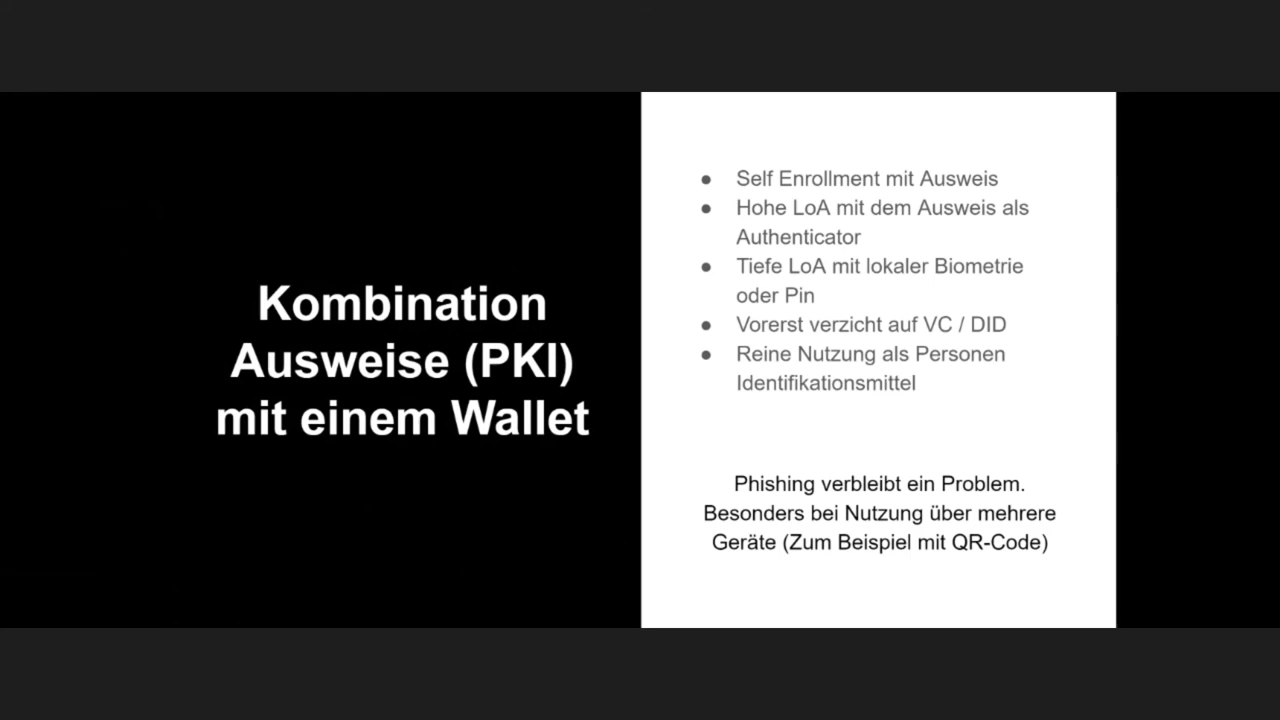 Kombination
Ausweise (PKI)
mit einem Wallet
● Self Enrollment mit Ausweis
● Hohe LoA mit dem Ausweis als
Authenticator
● Tiefe LoA mit lokaler Biometrie
oder Pin
● Vorerst verzicht auf VC / DID
● Reine Nutzung als Personen
Identifikationsmittel
Phishing verbleibt ein Problem.
Besonders bei Nutzung über mehrere
Geräte (Zum Beispiel mit QR-Code)